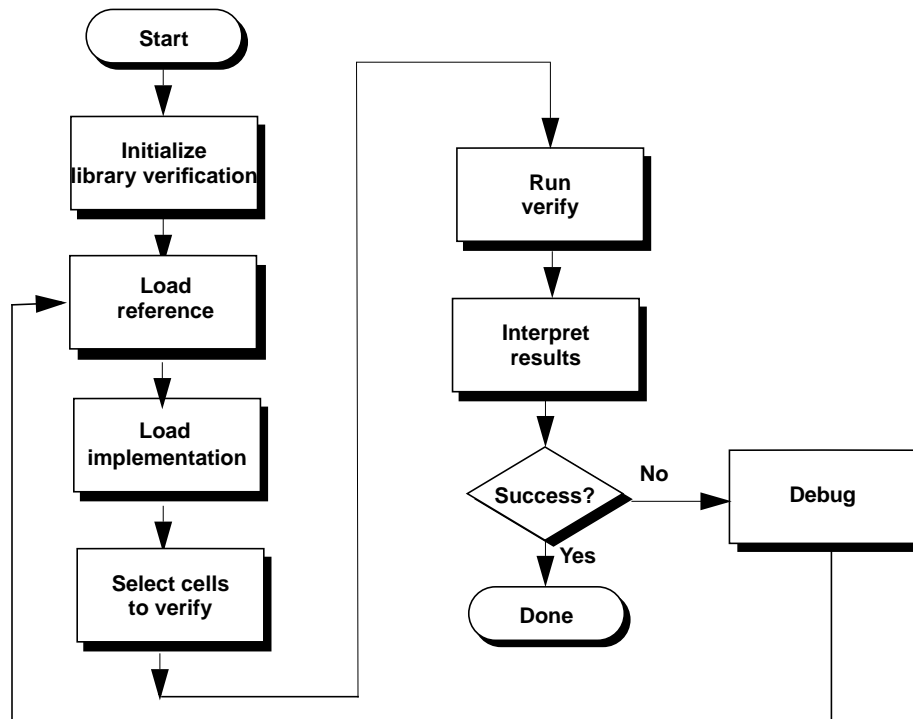 Start
Initialize
library verification
Load
reference
Load
implementation
Select cells
to verify
Run
verify
Interpret
results
Success?
No
Debug
Yes
Done